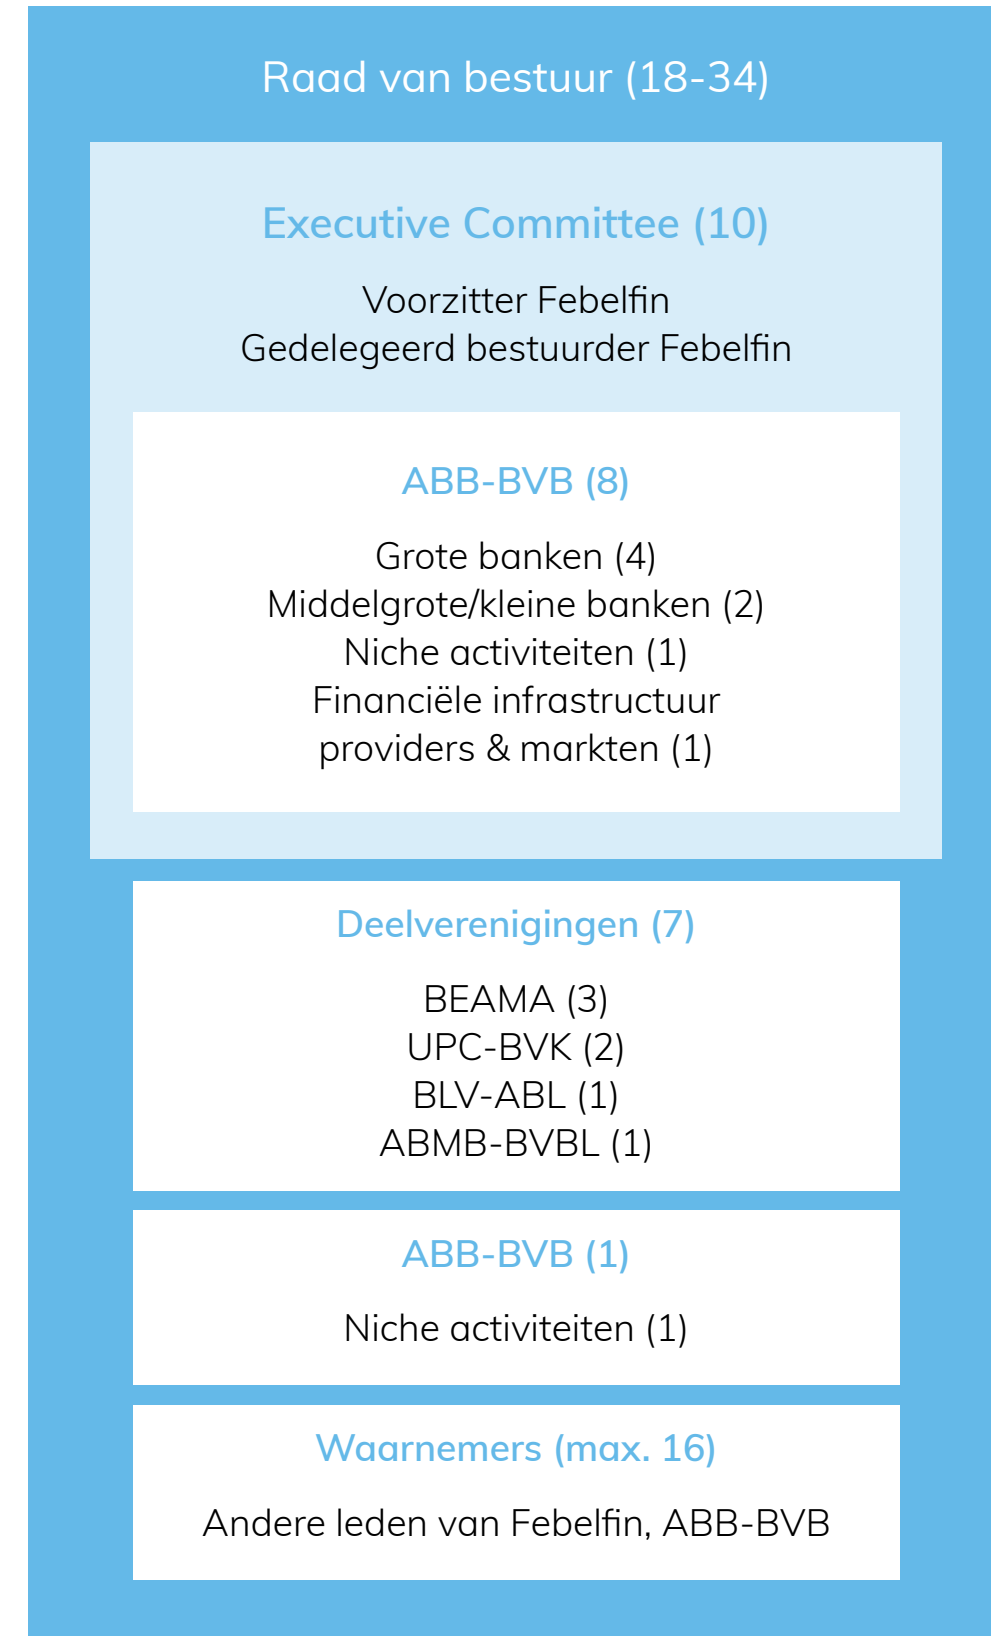 Raad van bestuur (18-34)
Executive Committee (10)
Voorzitter Febelfin
Gedelegeerd bestuurder Febelfin
ABB-BVB (8)
Grote banken (4)
Middelgrote/kleine banken (2)
Niche activiteiten (1)
Financiële infrastructuur
providers & markten (1)
Deelverenigingen (7)
BEAMA (3)
UPC-BVK (2)
BLV-ABL (1)
ABMB-BVBL (1)
ABB-BVB (1)
Niche activiteiten (1)
Waarnemers (max. 16)
Andere leden van Febelfin, ABB-BVB